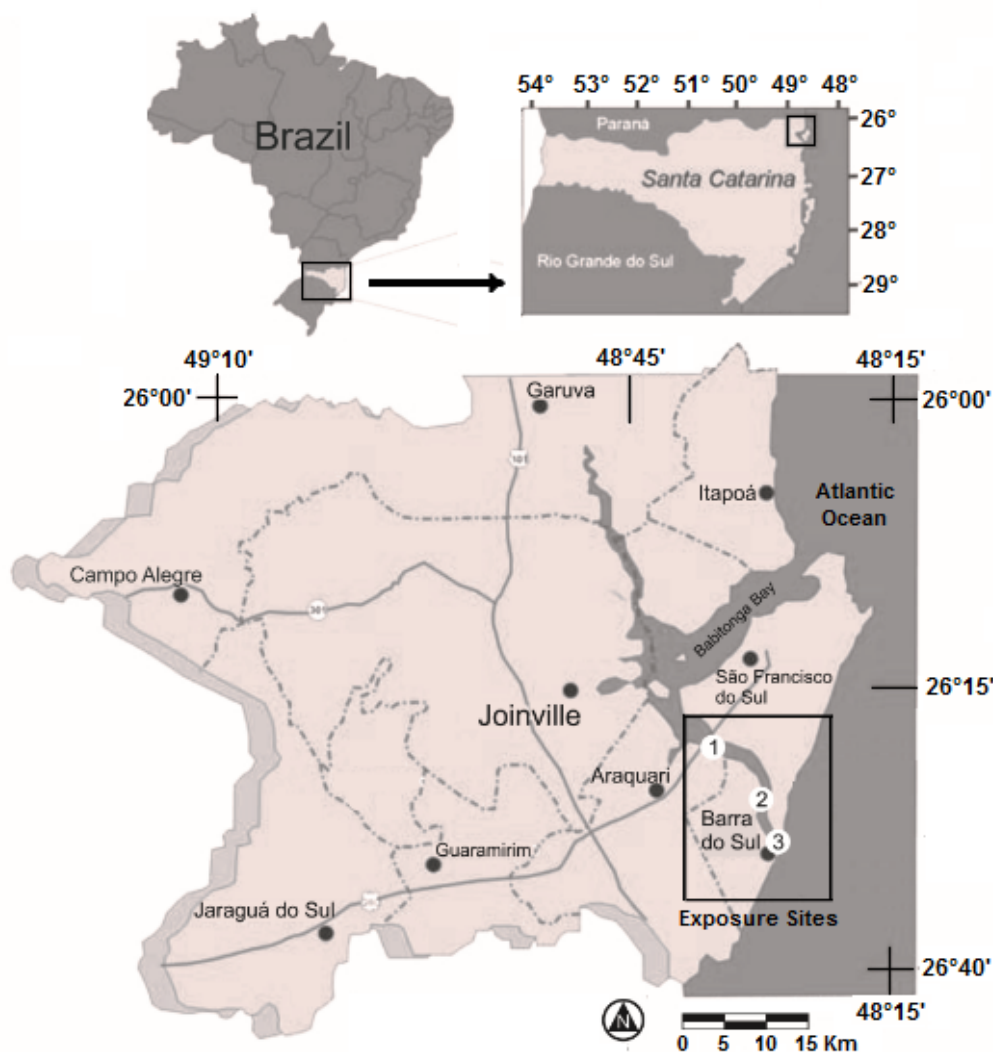 Brazil
54° 53° 52° 51° 50° 49° 48°
Paraná
26°
Santa Catarina
27°
28°
Rio Grande do Sul
29°
49°10'
48°45'
48°15'
26°00'
26°00'
Garuva
101
Itapoá
Atlantic
Ocean
Campo Alegre
301
Babitonga Bay
São Francisco
do Sul
26°15'
Joinville
1
Araquari
2
Barra
do Sul
3
Guaramirim
Jaraguá do Sul
Exposure Sites
26°40'
48°15'
N
0 5 10 15 Km